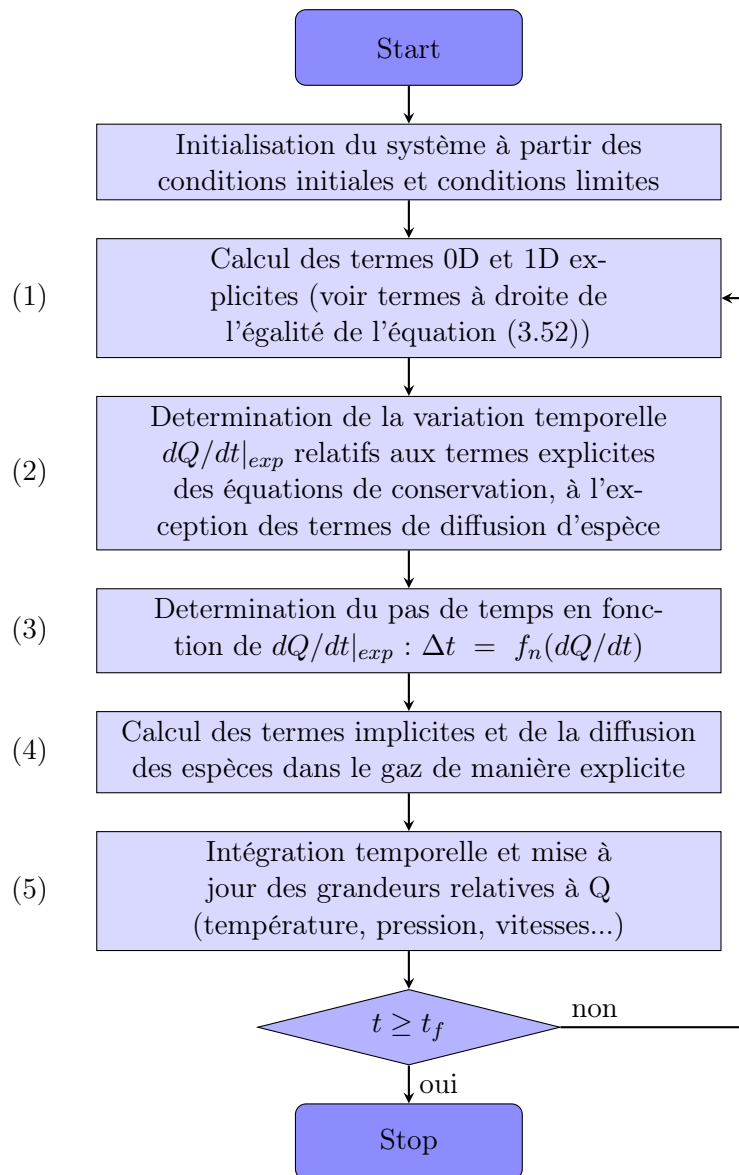 Start
Initialisation du système à partir des
conditions initiales et conditions limites
(1)
Calcul des termes 0D et 1D ex-
plicites (voir termes à droite de
l'égalité de l'équation (3.52))
(2)
Determination de la variation temporelle
dQ/dt|exp relatifs aux termes explicites
des équations de conservation, à l'ex-
ception des termes de diffusion d'espèce
(3)
Determination du pas de temps en fonc-
tion de dQ/dt|exp : Δt = fn(dQ/dt)
(4)
Calcul des termes implicites et de la diffusion
des espèces dans le gaz de manière explicite
(5)
Intégration temporelle et mise à
jour des grandeurs relatives à Q
(température, pression, vitesses...)
t ≥ tf
non
oui
Stop